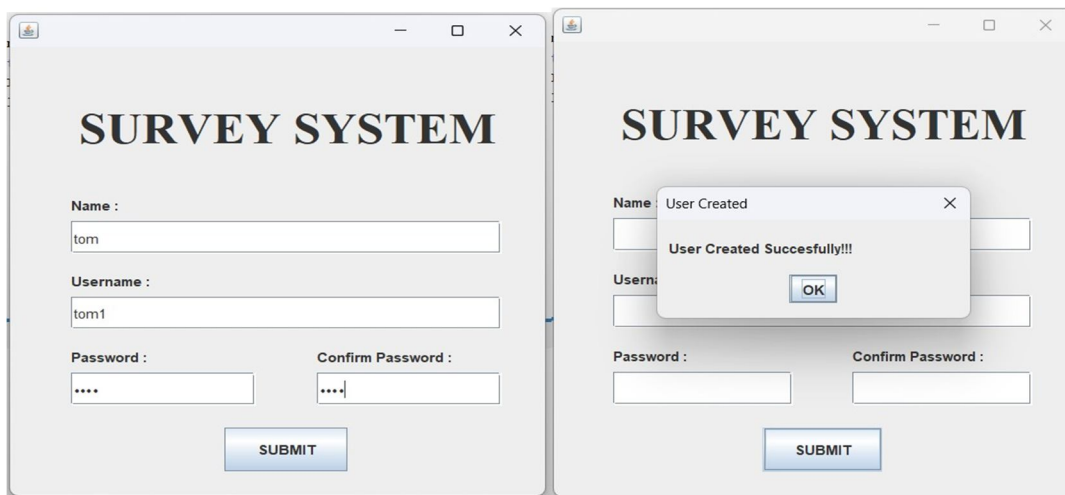 SURVEY SYSTEM
Name :
tom
Username :
tom1
Password :
Confirm Password :
••••
••••
SUBMIT
SURVEY SYSTEM
Name
User Created
User Created Succesfully!!!
OK
Userna
Password :
Confirm Password :
SUBMIT